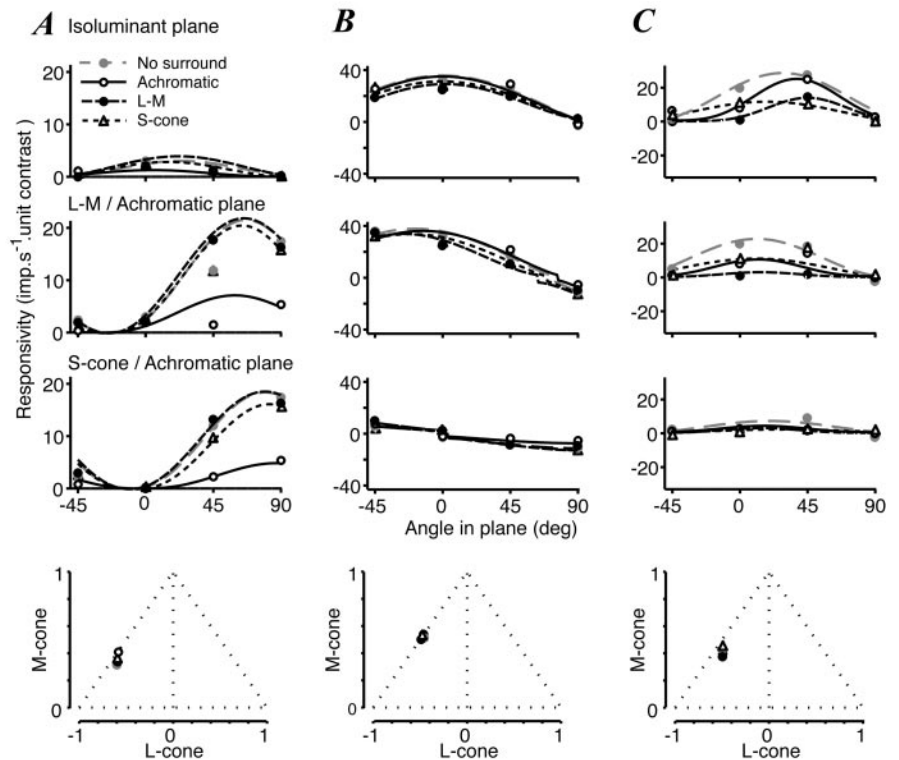 A Isoluminant plane
B
C
No surround
Achromatic
L-M
S-cone
20
10
0
40
20
0
-40
20
0
-20
L-M / Achromatic plane
20
10
0
40
20
0
-40
20
0
-20
S-cone / Achromatic plane
20
10
0
40
20
0
-40
20
0
-20
Responsivity (imp.s-1.unit contrast)
-45 0 45 90
-45 0 45 90
-45 0 45 90
Angle in plane (deg)
M-cone
1
0
-1 0 1
L-cone
M-cone
1
0
-1 0 1
L-cone
M-cone
1
0
-1 0 1
L-cone